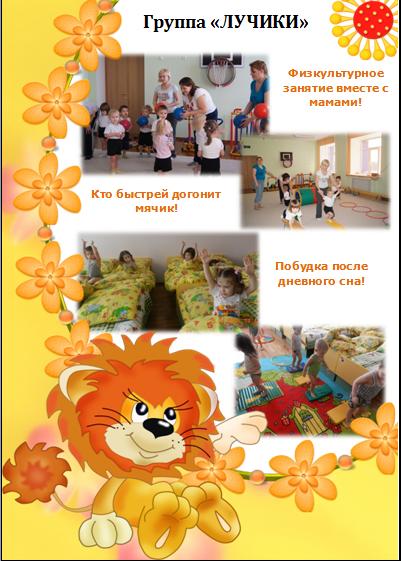 Группа «ЛУЧИКИ»
Физкультурное
занятие вместе с
мамами!
Кто быстрей догонит
мячик!
Побудка после
дневного сна!